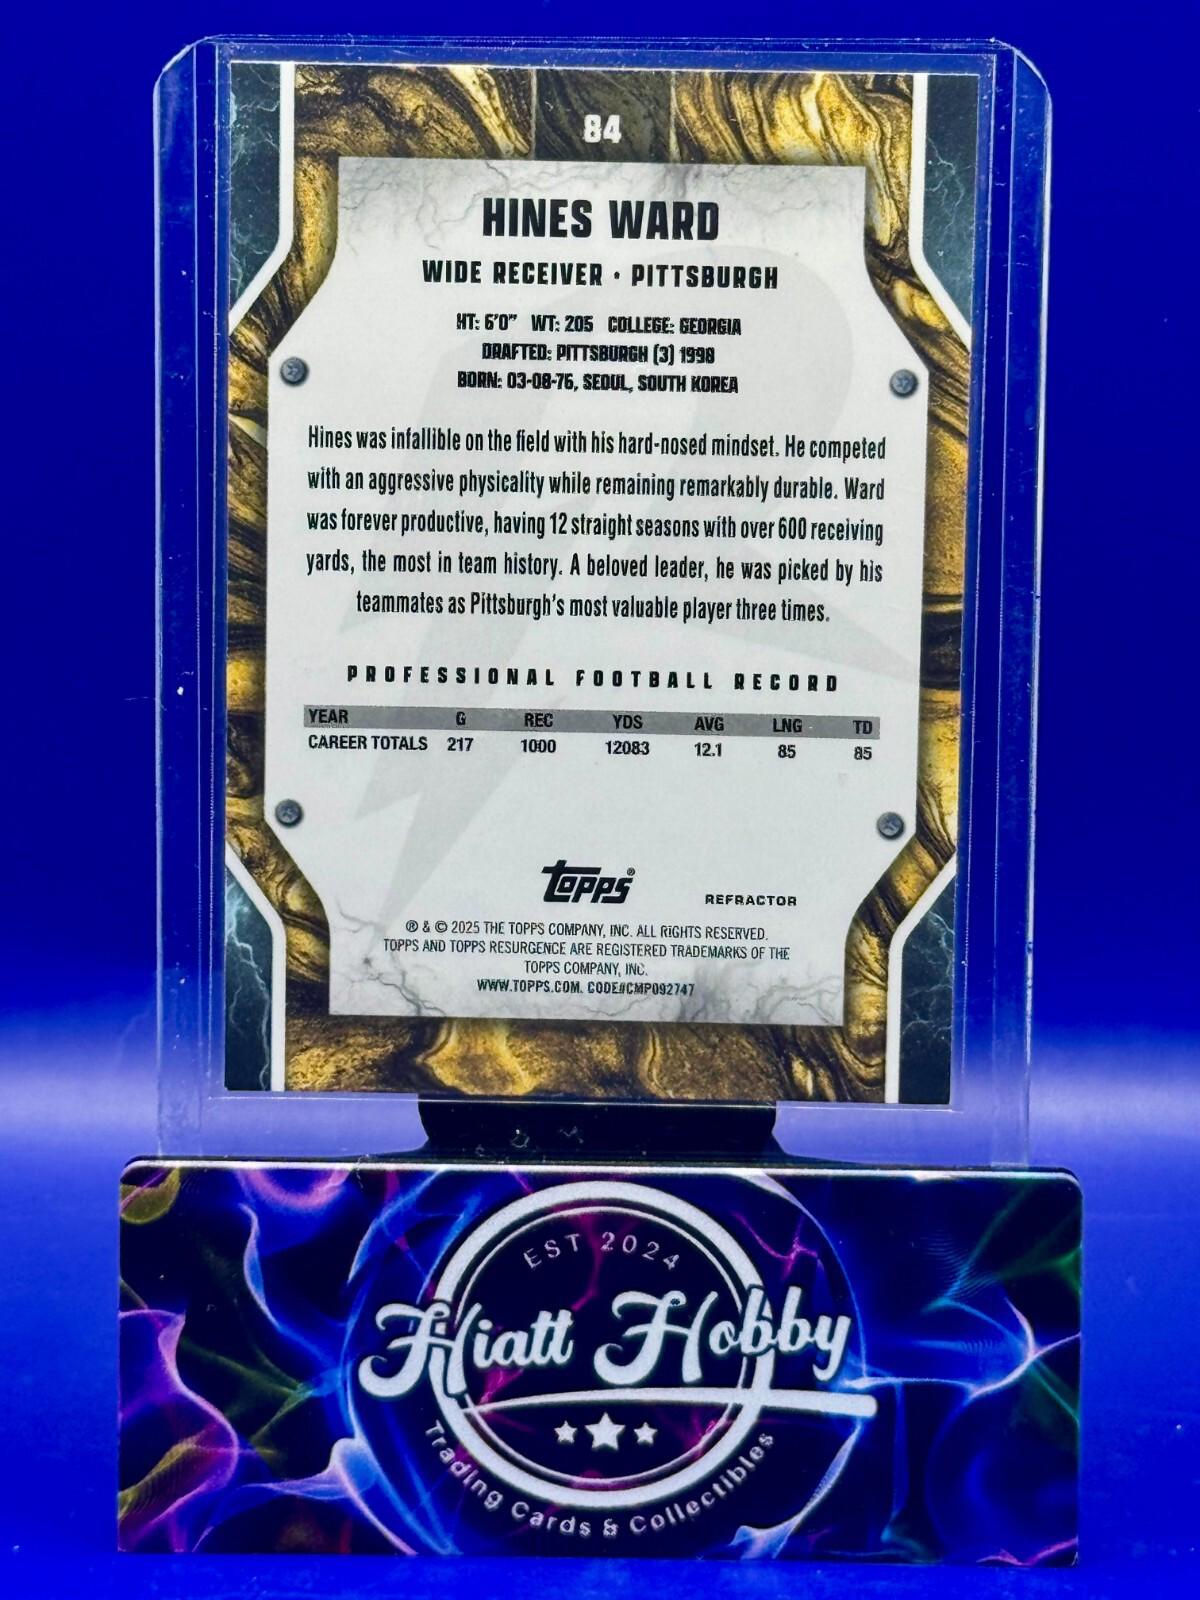 84
HINES WARD
WIDE RECEIVER • PITTSBURGH
HT: 6'0" WT: 205 COLLEGE: GEORGIA
DRAFTED: PITTSBURGH (3) 1998
BORN: 03-08-76, SEOUL, SOUTH KOREA
Hines was infallible on the field with his hard-nosed mindset. He competed
with an aggressive physicality while remaining remarkably durable. Ward
was forever productive, having 12 straight seasons with over 600 receiving
yards, the most in team history. A beloved leader, he was picked by his
teammates as Pittsburgh's most valuable player three times.
PROFESSIONAL FOOTBALL RECORD
YEAR G REC YDS AVG LNG TD
CAREER TOTALS 217 1000 12083 12.1 85 85
Topps®
REFRACTOR
® & © 2025 THE TOPPS COMPANY, INC. ALL RIGHTS RESERVED.
TOPPS AND TOPPS RESURGENCE ARE REGISTERED TRADEMARKS OF THE
TOPPS COMPANY, INC.
WWW.TOPPS.COM. CODE#CMP092747
EST 2024
Hiatt Hobby
Trading Cards & Collectibles